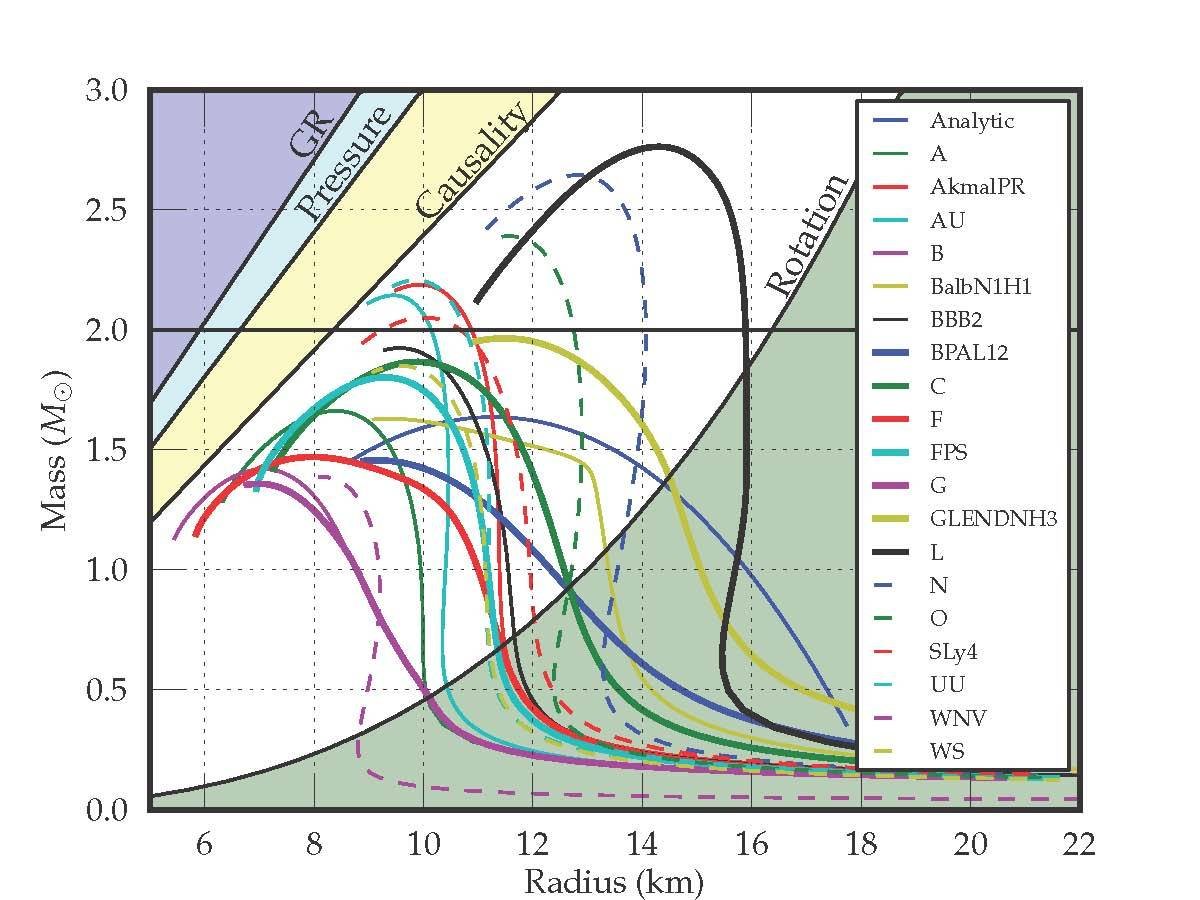 3.0
2.5
2.0
1.5
1.0
0.5
0.0
Mass (M⊙)
GR
Pressure
Causality
Rotation
Analytic
A
AkmalPR
AU
B
BalbN1H1
BBB2
BPAL12
C
F
FPS
G
GLENDNH3
L
N
O
SLy4
UU
WNV
WS
6 8 10 12 14 16 18 20 22
Radius (km)